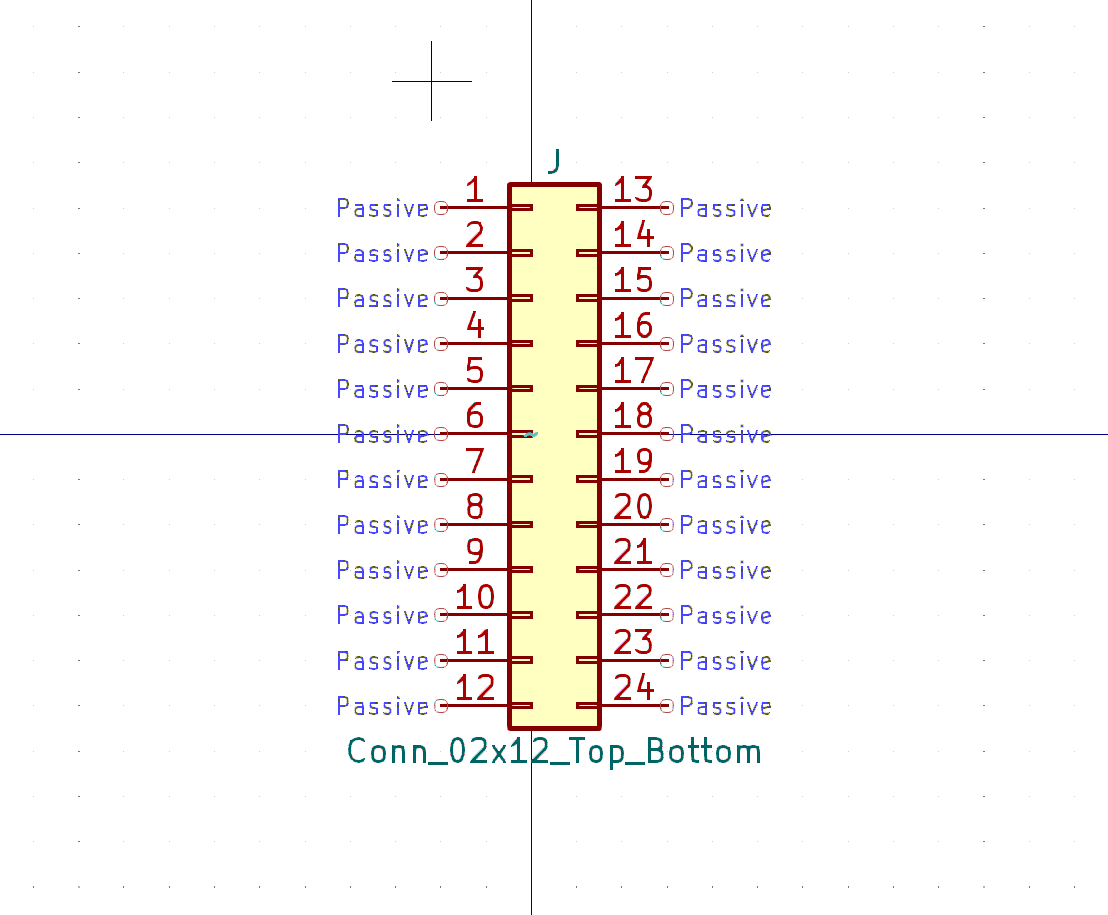 J
Passive 1 13 Passive
Passive 2 14 Passive
Passive 3 15 Passive
Passive 4 16 Passive
Passive 5 17 Passive
Passive 6 18 Passive
Passive 7 19 Passive
Passive 8 20 Passive
Passive 9 21 Passive
Passive 10 22 Passive
Passive 11 23 Passive
Passive 12 24 Passive
Conn_02x12_Top_Bottom